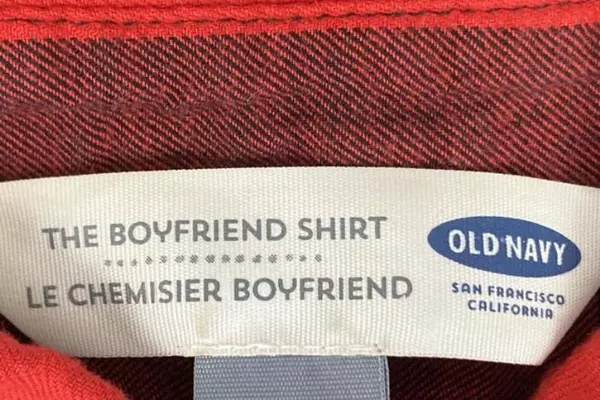 THE BOYFRIEND SHIRT
LE CHEMISIER BOYFRIEND
OLD NAVY
SAN FRANCISCO
CALIFORNIA